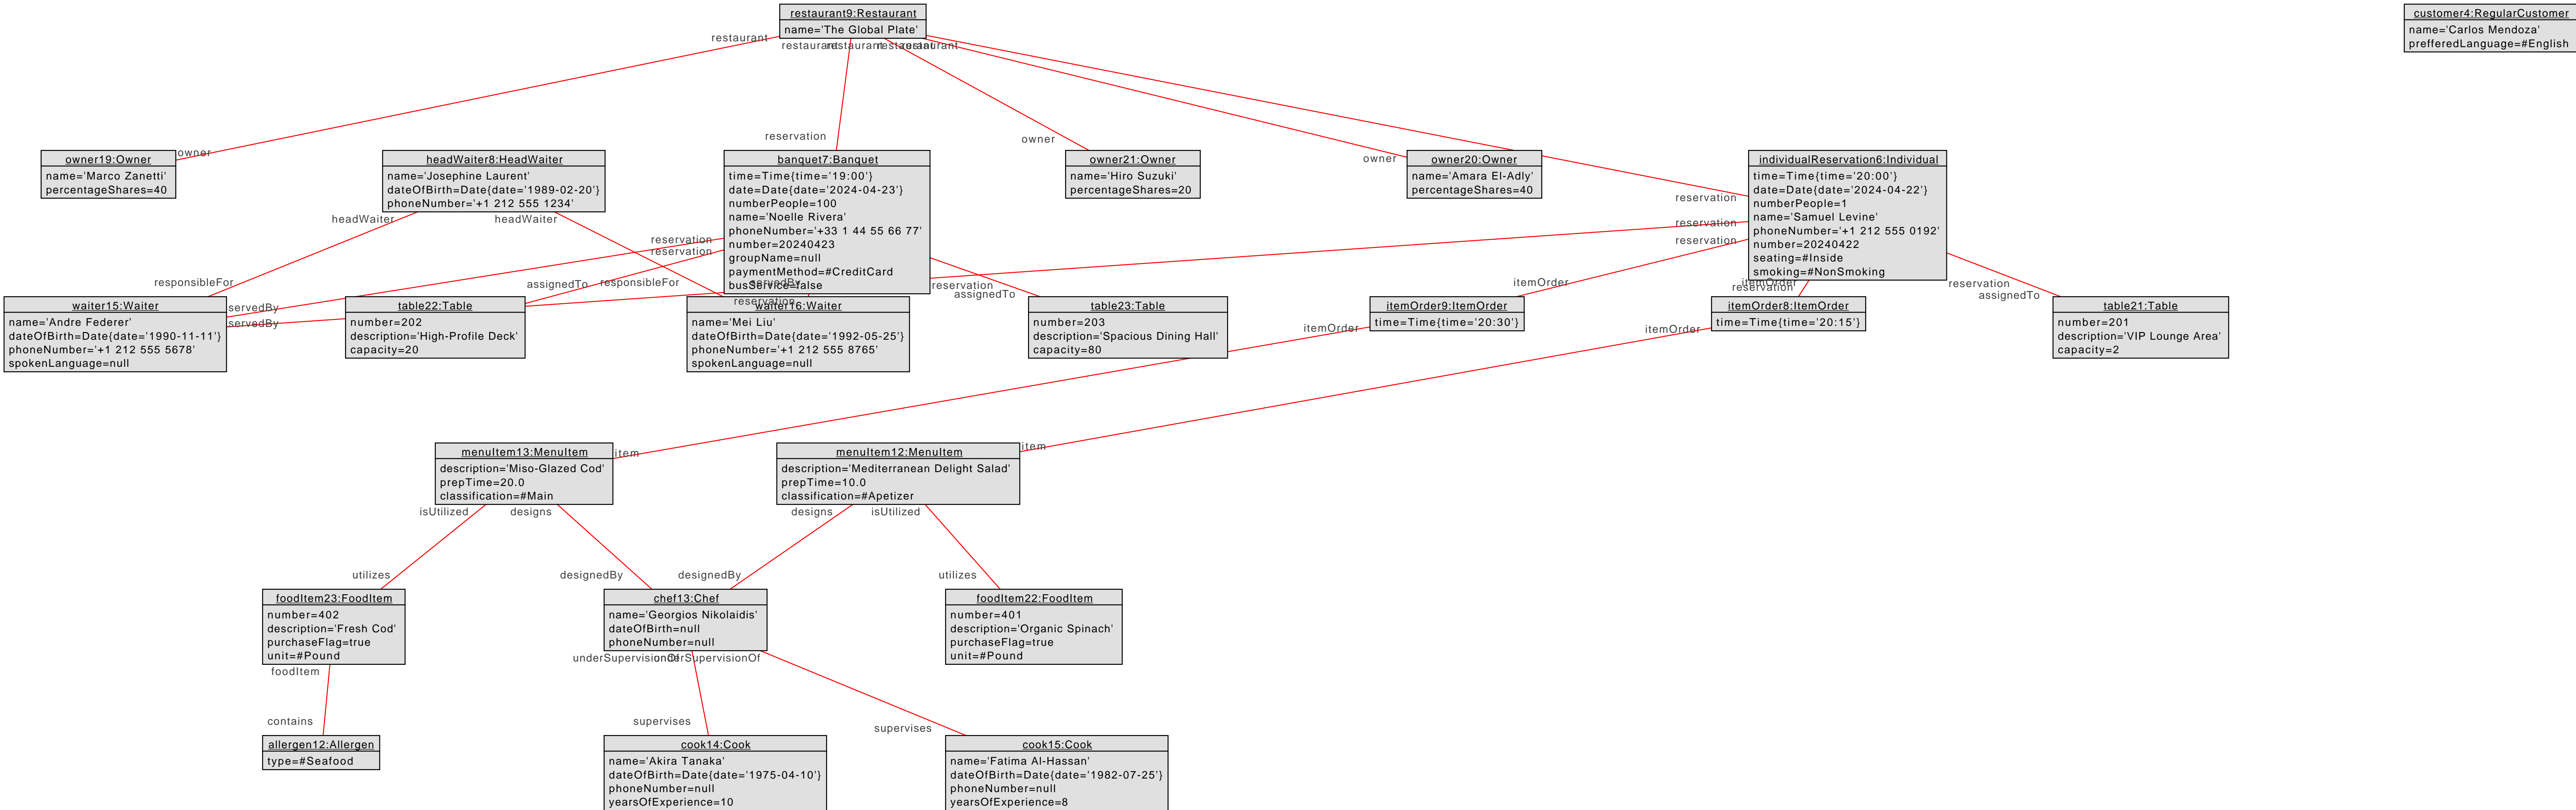 restaurant9:Restaurant
name='The Global Plate'
customer4:RegularCustomer
name='Carlos Mendoza'
prefferedLanguage=#English
restaurant
restaurant
restaurant
restaurant
restaurant
reservation
owner
owner
owner
reservation
owner19:Owner
name='Marco Zanetti'
percentageShares=40
headWaiter8:HeadWaiter
name='Josephine Laurent'
dateOfBirth=Date{date='1989-02-20'}
phoneNumber='+1 212 555 1234'
banquet7:Banquet
time=Time{time='19:00'}
date=Date{date='2024-04-23'}
numberPeople=100
name='Noelle Rivera'
phoneNumber='+33 1 44 55 66 77'
number=20240423
groupName=null
paymentMethod=#CreditCard
busService=false
owner21:Owner
name='Hiro Suzuki'
percentageShares=20
owner20:Owner
name='Amara El-Adly'
percentageShares=40
individualReservation6:Individual
time=Time{time='20:00'}
date=Date{date='2024-04-22'}
numberPeople=1
name='Samuel Levine'
phoneNumber='+1 212 555 0192'
number=20240422
seating=#Inside
smoking=#NonSmoking
headWaiter
headWaiter
reservation
reservation
reservation
reservation
responsibleFor
assignedTo
responsibleFor
servedBy
reservation
reservation
assignedTo
itemOrder
itemOrder
reservation
reservation
assignedTo
waiter15:Waiter
name='Andre Federer'
dateOfBirth=Date{date='1990-11-11'}
phoneNumber='+1 212 555 5678'
spokenLanguage=null
servedBy
servedBy
table22:Table
number=202
description='High-Profile Deck'
capacity=20
waiter16:Waiter
name='Mei Liu'
dateOfBirth=Date{date='1992-05-25'}
phoneNumber='+1 212 555 8765'
spokenLanguage=null
table23:Table
number=203
description='Spacious Dining Hall'
capacity=80
itemOrder9:ItemOrder
time=Time{time='20:30'}
itemOrder8:ItemOrder
time=Time{time='20:15'}
table21:Table
number=201
description='VIP Lounge Area'
capacity=2
itemOrder
itemOrder
menuItem13:MenuItem
description='Miso-Glazed Cod'
prepTime=20.0
classification=#Main
item
menuItem12:MenuItem
description='Mediterranean Delight Salad'
prepTime=10.0
classification=#Apetizer
item
isUtilized
designs
designs
isUtilized
utilizes
designedBy
designedBy
utilizes
foodItem23:FoodItem
number=402
description='Fresh Cod'
purchaseFlag=true
unit=#Pound
chef13:Chef
name='Georgios Nikolaidis'
dateOfBirth=null
phoneNumber=null
foodItem22:FoodItem
number=401
description='Organic Spinach'
purchaseFlag=true
unit=#Pound
foodItem
underSupervisionOf
underSupervisionOf
contains
supervises
supervises
allergen12:Allergen
type=#Seafood
cook14:Cook
name='Akira Tanaka'
dateOfBirth=Date{date='1975-04-10'}
phoneNumber=null
yearsOfExperience=10
cook15:Cook
name='Fatima Al-Hassan'
dateOfBirth=Date{date='1982-07-25'}
phoneNumber=null
yearsOfExperience=8